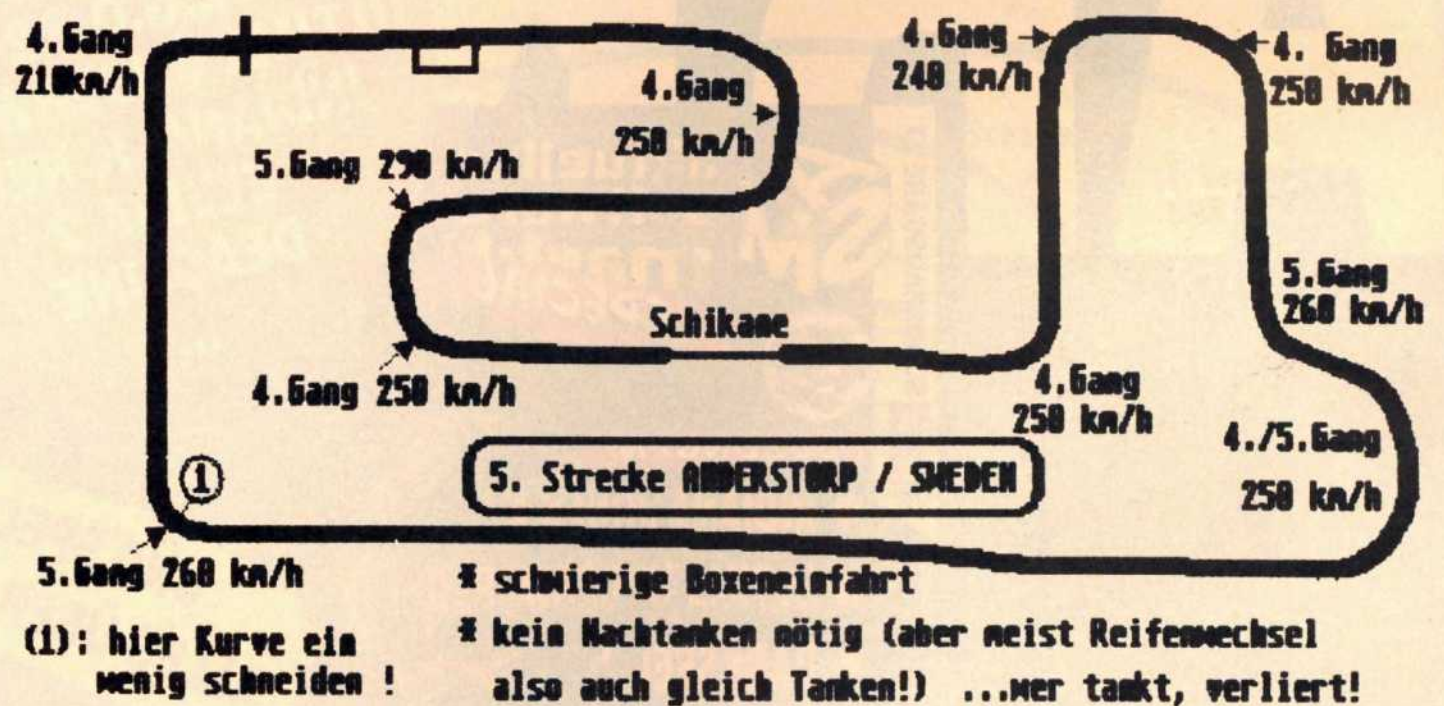 4.Gang
210km/h
4.Gang
250 km/h
4.Gang
240 km/h
4. Gang
250 km/h
5.Gang 290 km/h
5.Gang
260 km/h
Schikane
4.Gang 250 km/h
4.Gang
250 km/h
4./5.Gang
250 km/h
1
5. Strecke ANDERSTORP / SWEDEN
5.Gang 260 km/h
* schwierige Boxeneinfahrt
(1): hier Kurve ein
wenig schneiden !
* kein Nachtanken nötig (aber meist Reifenwechsel
also auch gleich Tanken!) ...wer tankt, verliert!